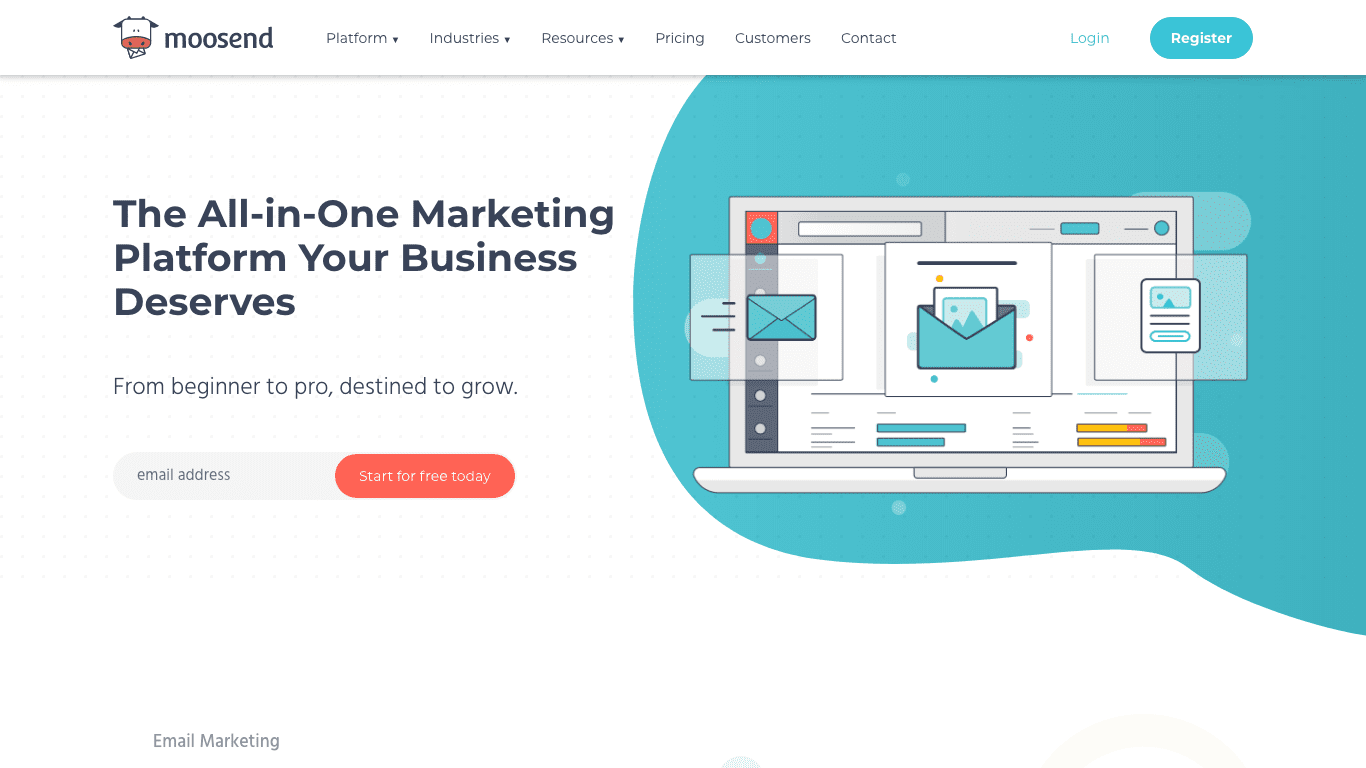 moosend
Platform ▼
Industries ▼
Resources ▼
Pricing
Customers
Contact
Login
Register
The All-in-One Marketing
Platform Your Business
Deserves
From beginner to pro, destined to grow.
email address
Start for free today
Email Marketing